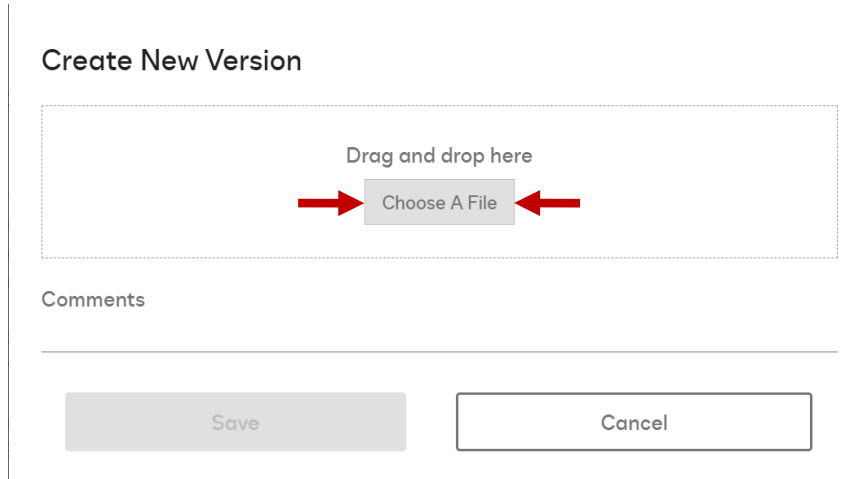 Create New Version
Drag and drop here
Choose A File
Comments
Save
Cancel